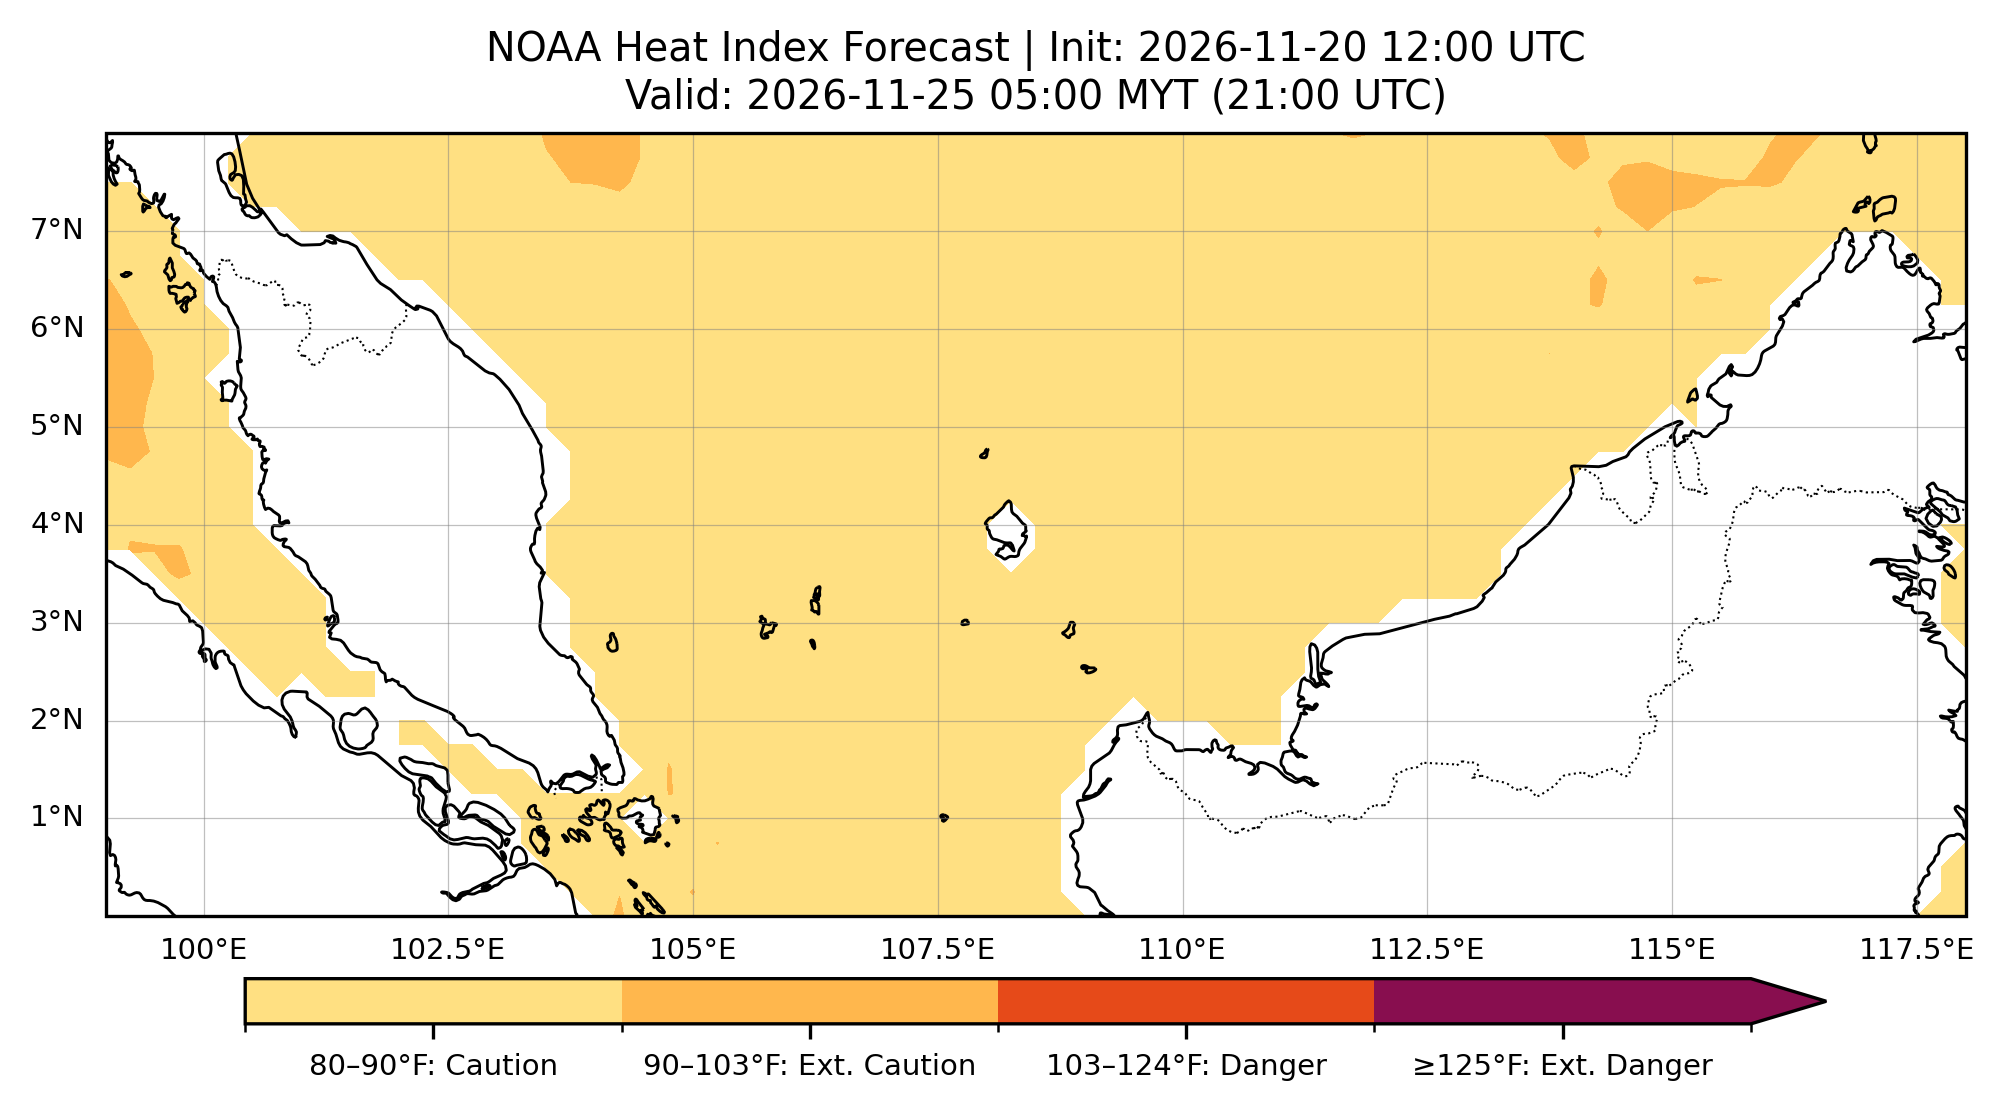 NOAA Heat Index Forecast | Init: 2026-11-20 12:00 UTC
Valid: 2026-11-25 05:00 MYT (21:00 UTC)
7°N
6°N
5°N
4°N
3°N
2°N
1°N
100°E 102.5°E 105°E 107.5°E 110°E 112.5°E 115°E 117.5°E
80–90°F: Caution 90–103°F: Ext. Caution 103–124°F: Danger ≥125°F: Ext. Danger